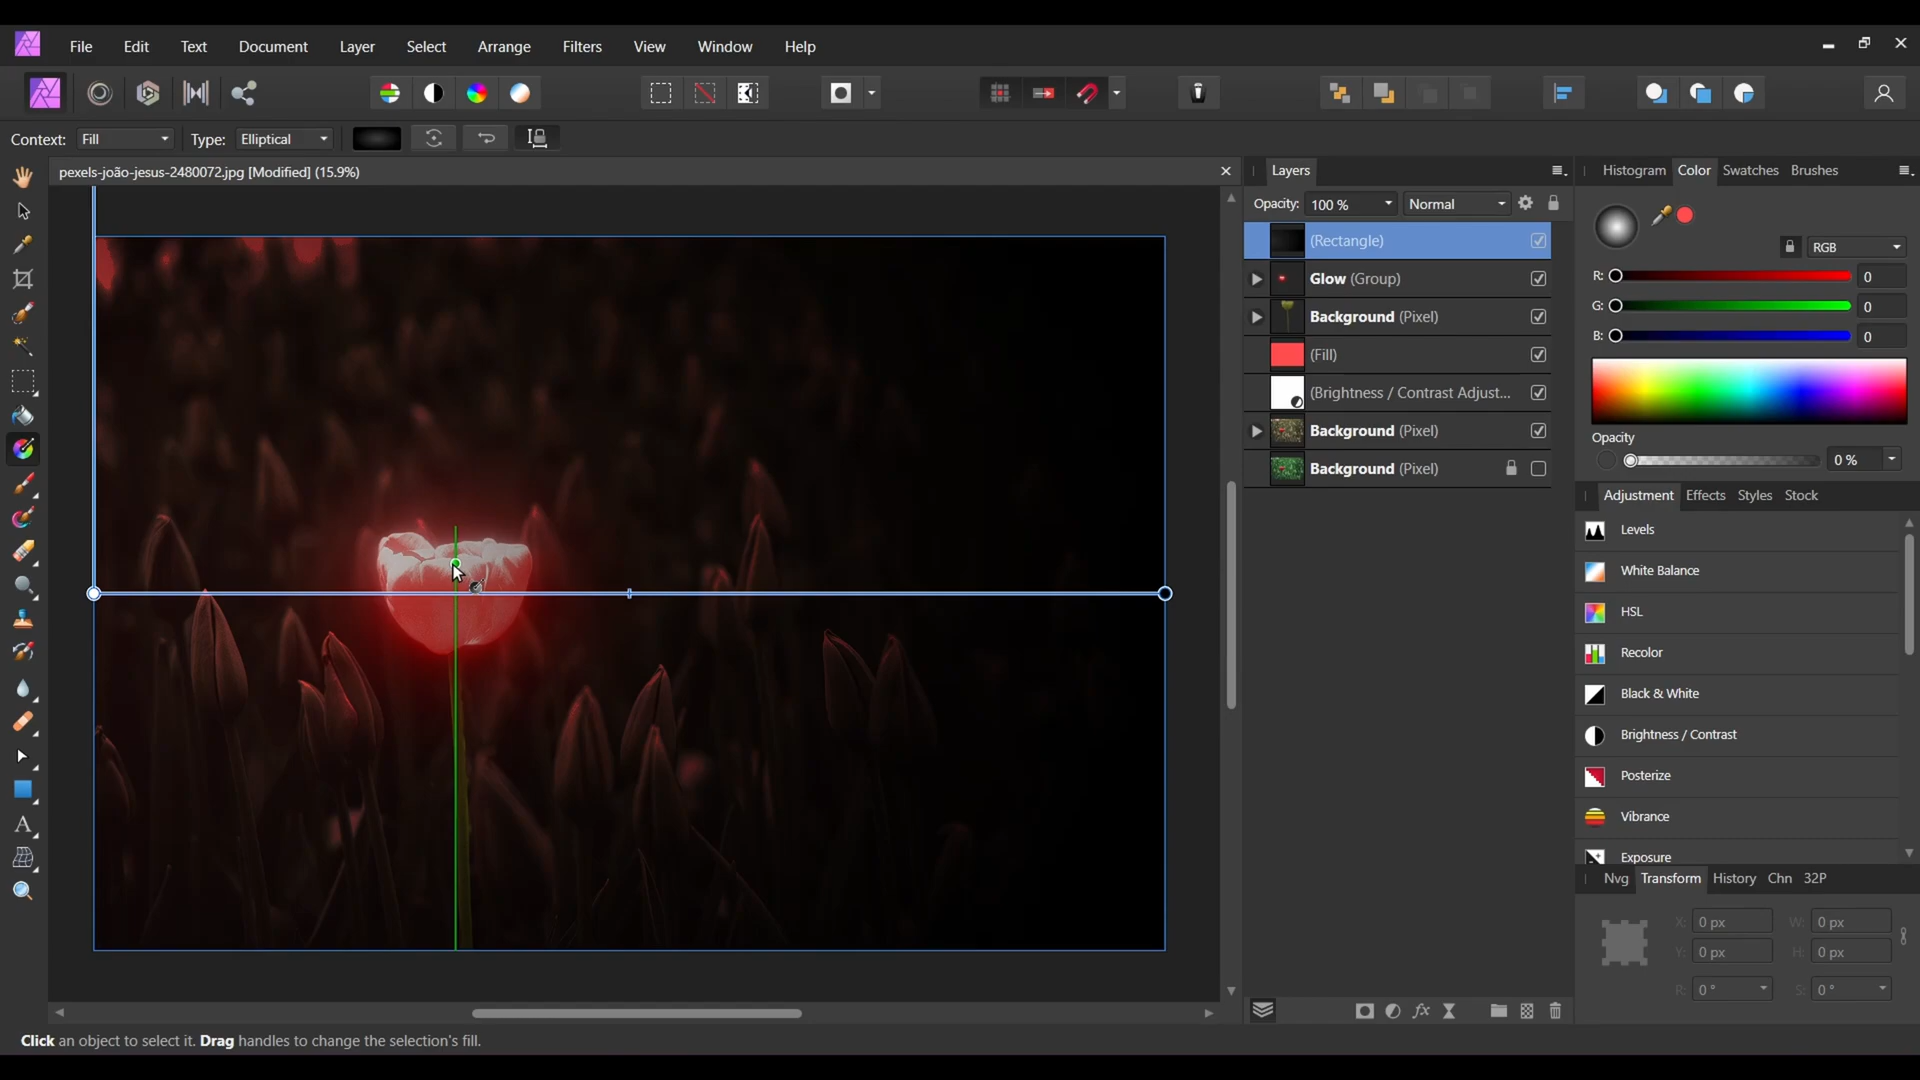 File Edit Text Document Layer Select Arrange Filters View Window Help
Context: Fill Type: Elliptical
pexels-joão-jesus-2480072.jpg [Modified] (15.9%)
Layers
Opacity: 100 % Normal
(Rectangle)
Glow (Group)
Background (Pixel)
(Fill)
(Brightness / Contrast Adjust...
Background (Pixel)
Background (Pixel)
Histogram Color Swatches Brushes
RGB
R: 0
G: 0
B: 0
Opacity
0 %
Adjustment Effects Styles Stock
Levels
White Balance
HSL
Recolor
Black & White
Brightness / Contrast
Posterize
Vibrance
Exposure
Nvg Transform History Chn 32P
X: 0 px W: 0 px
Y: 0 px H: 0 px
R: 0 ° S: 0 °
Click an object to select it. Drag handles to change the selection's fill.